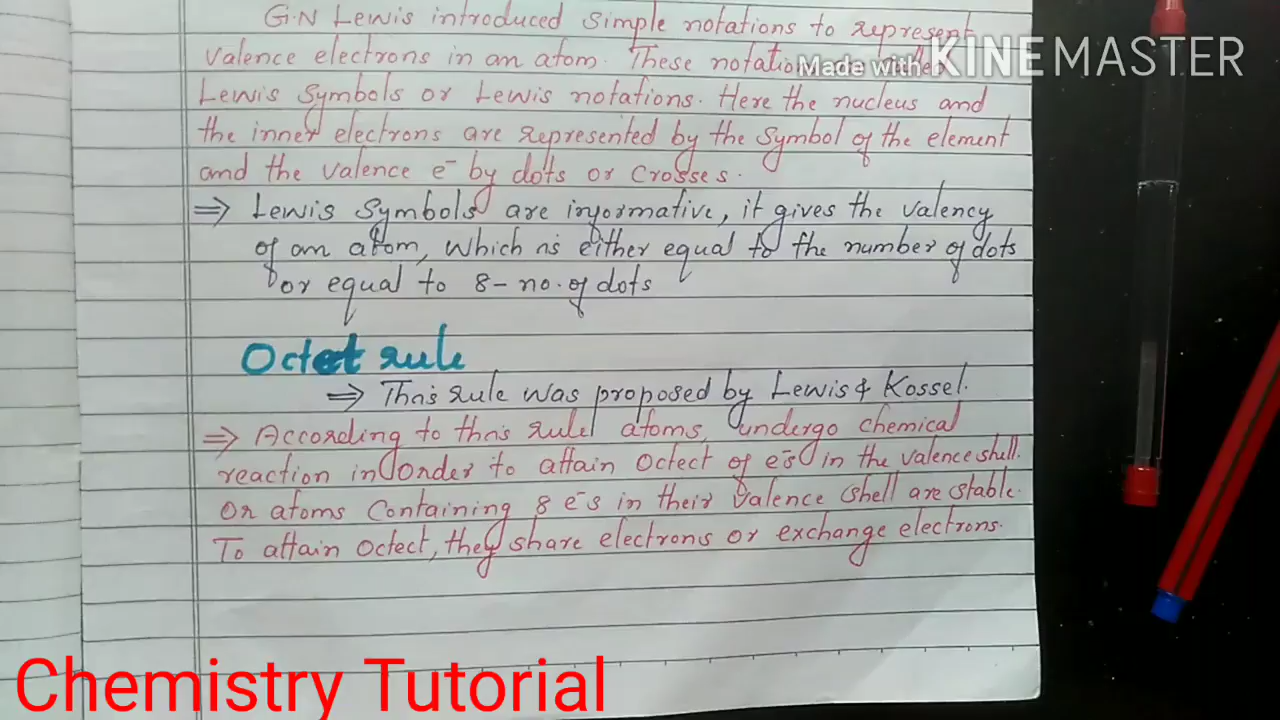 G.N Lewis introduced Simple notations to represent
Valence electrons in an atom. These notations
Made with KINEMASTER
Lewis Symbols or Lewis notations. Here the nucleus and
the inner electrons are represented by the Symbol of the element
and the valence e⁻ by dots or crosses.
⇒ Lewis Symbols are informative, it gives the valency
of an atom, which is either equal to the number of dots
or equal to 8- no. of dots
Octet rule
⇒ This rule was proposed by Lewis & Kossel.
⇒ According to this rule atoms, undergo chemical
reaction in order to attain Octect of e⁻s in the valence shell.
Or atoms Containing 8 e⁻s in their Valence shell are stable.
To attain Octect, they share electrons or exchange electrons.
Chemistry Tutorial